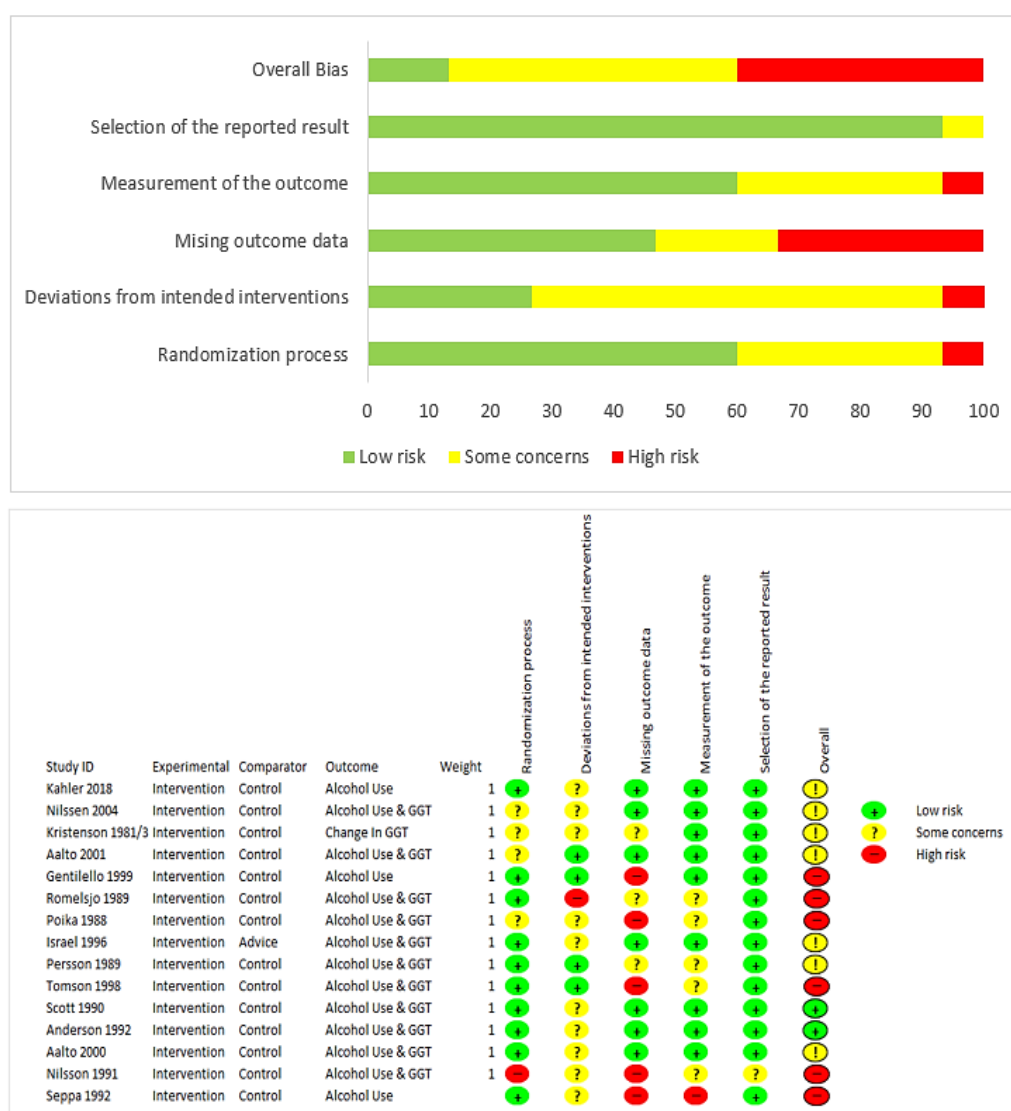 Overall Bias
Selection of the reported result
Measurement of the outcome
Mising outcome data
Deviations from intended interventions
Randomization process
0 10 20 30 40 50 60 70 80 90 100
Low risk Some concerns High risk
Randomization process
Deviations from intended interventions
Missing outcome data
Measurement of the outcome
Selection of the reported result
Overall
Study ID Experimental Comparator Outcome Weight
Kahler 2018 Intervention Control Alcohol Use 1 + ? + + + !
Nilssen 2004 Intervention Control Alcohol Use & GGT 1 ? ? + + + ! + Low risk
Kristenson 1981/3 Intervention Control Change In GGT 1 ? ? ? + + ! ? Some concerns
Aalto 2001 Intervention Control Alcohol Use & GGT 1 ? + + + + ! − High risk
Gentilello 1999 Intervention Control Alcohol Use 1 + + − + + −
Romelsjo 1989 Intervention Control Alcohol Use & GGT 1 + − ? ? + −
Poika 1988 Intervention Control Alcohol Use & GGT 1 ? ? − ? + −
Israel 1996 Intervention Advice Alcohol Use & GGT 1 + ? + + + !
Persson 1989 Intervention Control Alcohol Use & GGT 1 + + ? ? + !
Tomson 1998 Intervention Control Alcohol Use & GGT 1 + + − ? + −
Scott 1990 Intervention Control Alcohol Use & GGT 1 + ? + + + +
Anderson 1992 Intervention Control Alcohol Use & GGT 1 + ? + + + +
Aalto 2000 Intervention Control Alcohol Use & GGT 1 + ? + + + !
Nilsson 1991 Intervention Control Alcohol Use & GGT 1 − ? − ? ? −
Seppa 1992 Intervention Control Alcohol Use + ? − − + −